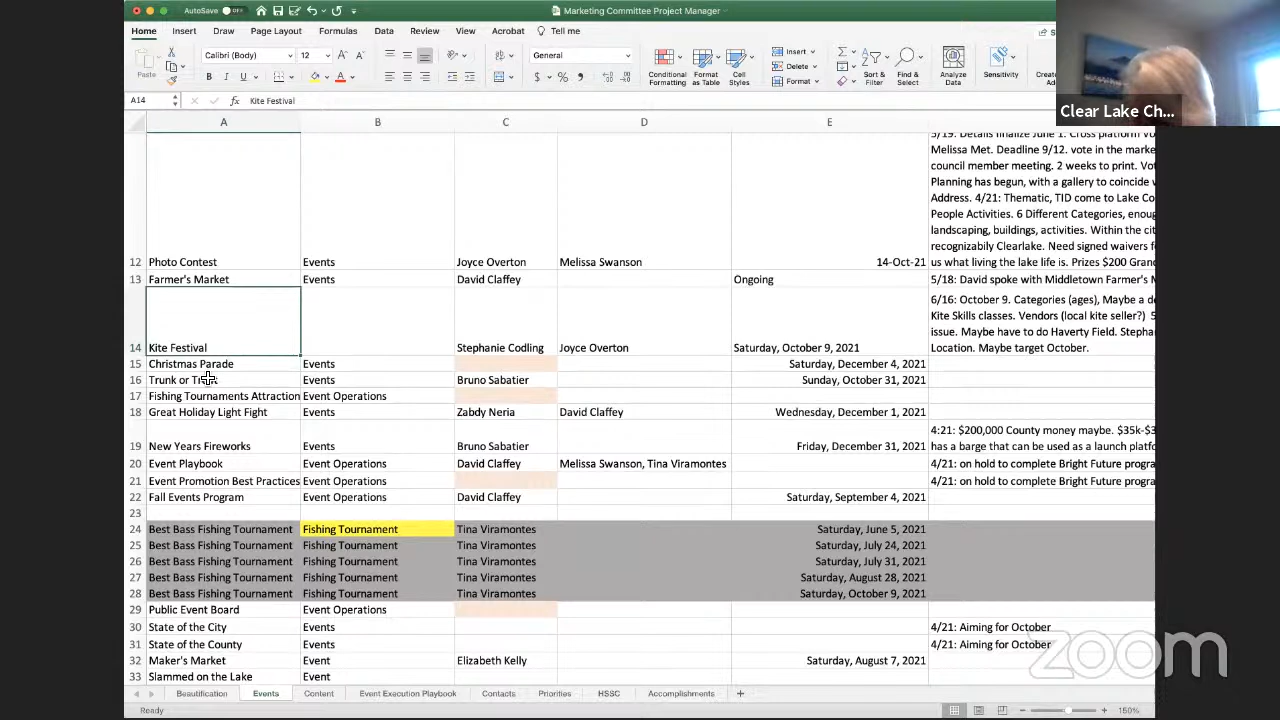 AutoSave OFF
Marketing Committee Project Manager
Home Insert Draw Page Layout Formulas Data Review View Acrobat Tell me
Paste
Calibri (Body) 12
General
Conditional Formatting
Format as Table
Cell Styles
Insert
Delete
Format
Sort & Filter
Find & Select
Analyze Data
Sensitivity
Clear Lake Ch...
A14 fx Kite Festival
A B C D E
Melissa Met. Deadline 9/12. vote in the marke
council member meeting. 2 weeks to print. Vo
Planning has begun, with a gallery to coincide
Address. 4/21: Thematic, TID come to Lake Co
People Activities. 6 Different Categories, enoug
landscaping, buildings, activities. Within the cit
recognizabily Clearlake. Need signed waivers f
12 Photo Contest Events Joyce Overton Melissa Swanson 14-Oct-21 us what living the lake life is. Prizes $200 Gran
13 Farmer's Market Events David Claffey Ongoing 5/18: David spoke with Middletown Farmer's
6/16: October 9. Categories (ages), Maybe a d
Kite Skills classes. Vendors (local kite seller?) 5
issue. Maybe have to do Haverty Field. Stepha
14 Kite Festival Stephanie Codling Joyce Overton Saturday, October 9, 2021 Location. Maybe target October.
15 Christmas Parade Events Saturday, December 4, 2021
16 Trunk or Events Bruno Sabatier Sunday, October 31, 2021
17 Fishing Tournaments Attraction Event Operations
18 Great Holiday Light Fight Events Zabdy Neria David Claffey Wednesday, December 1, 2021
4:21: $200,000 County money maybe. $35k-$3
19 New Years Fireworks Events Bruno Sabatier Friday, December 31, 2021 has a barge that can be used as a launch platf
20 Event Playbook Event Operations David Claffey Melissa Swanson, Tina Viramontes 4/21: on hold to complete Bright Future progra
21 Event Promotion Best Practices Event Operations 4/21: on hold to complete Bright Future progra
22 Fall Events Program Event Operations David Claffey Saturday, September 4, 2021
23
24 Best Bass Fishing Tournament Fishing Tournament Tina Viramontes Saturday, June 5, 2021
25 Best Bass Fishing Tournament Fishing Tournament Tina Viramontes Saturday, July 24, 2021
26 Best Bass Fishing Tournament Fishing Tournament Tina Viramontes Saturday, July 31, 2021
27 Best Bass Fishing Tournament Fishing Tournament Tina Viramontes Saturday, August 28, 2021
28 Best Bass Fishing Tournament Fishing Tournament Tina Viramontes Saturday, October 9, 2021
29 Public Event Board Event Operations
30 State of the City Events 4/21: Aiming for October
31 State of the County Events 4/21: Aiming for October
32 Maker's Market Event Elizabeth Kelly Saturday, August 7, 2021
33 Slammed on the Lake Event
zoom
Beautification Events Content Event Execution Playbook Contacts Priorities HSSC Accomplishments +
Ready 150%